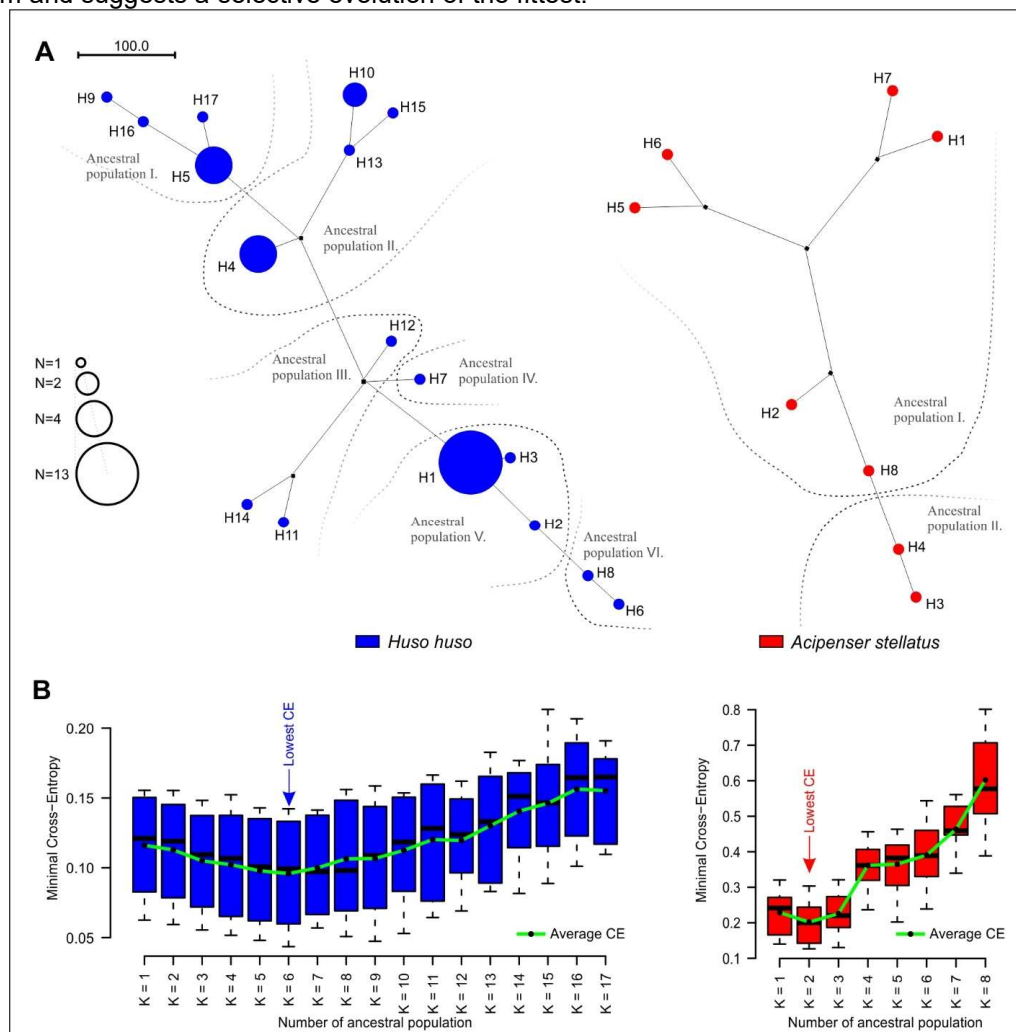 m and suggests a selective evolution of the fittest.
A
100.0
H9
H16
H17
H5
Ancestral
population I.
H10
H15
H13
H4
Ancestral
population II.
H12
Ancestral
population III.
H7
Ancestral
population IV.
H1
H3
H2
H14
H11
Ancestral
population V.
Ancestral
population VI.
H8
H6
N=1
N=2
N=4
N=13
Huso huso
H7
H1
H6
H5
H2
Ancestral
population I.
H8
Ancestral
population II.
H4
H3
Acipenser stellatus
B
Minimal Cross-Entropy
0.20
0.15
0.10
0.05
Lowest CE
Average CE
K = 1
K = 2
K = 3
K = 4
K = 5
K = 6
K = 7
K = 8
K = 9
K = 10
K = 11
K = 12
K = 13
K = 14
K = 15
K = 16
K = 17
Number of ancestral population
Minimal Cross-Entropy
0.8
0.7
0.6
0.5
0.4
0.3
0.2
0.1
Lowest CE
Average CE
K = 1
K = 2
K = 3
K = 4
K = 5
K = 6
K = 7
K = 8
Number of ancestral population